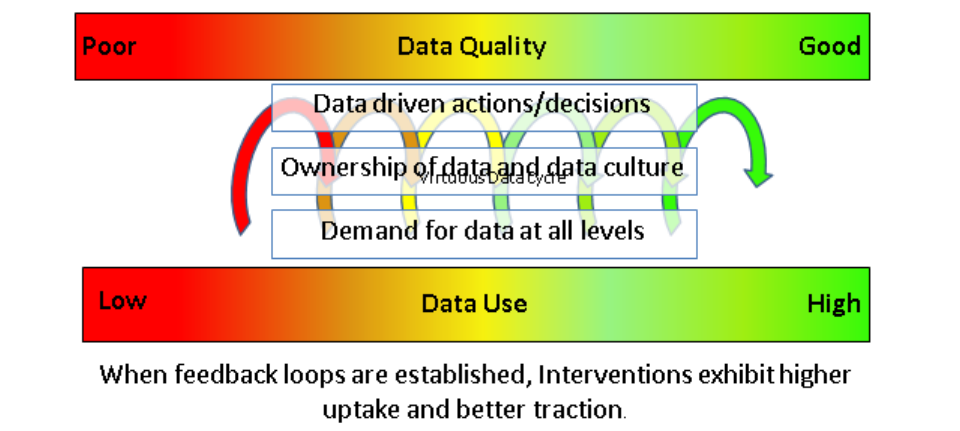 Poor Data Quality Good
Data driven actions/decisions
Ownership of data and data culture
Virtuous Data Cycle
Demand for data at all levels
Low Data Use High
When feedback loops are established, Interventions exhibit higher
uptake and better traction.